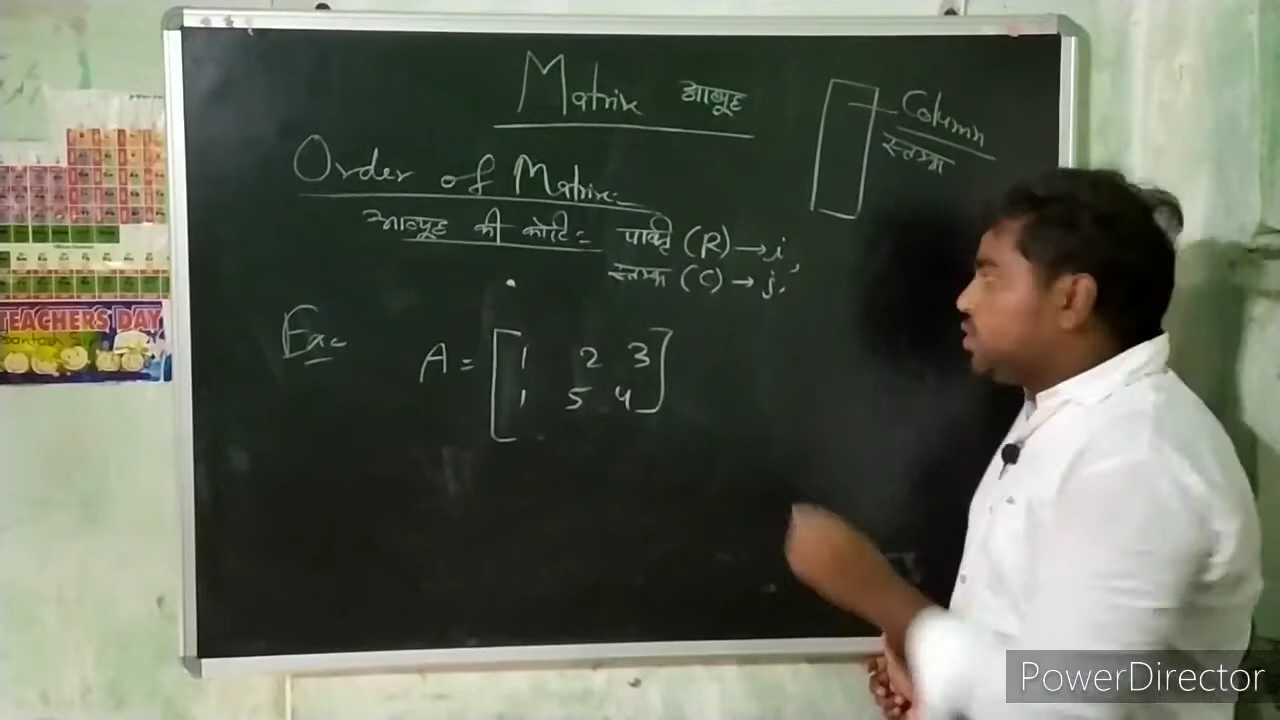 Matrix आव्यूह
Column
स्तम्भ
Order of Matrix:-
आव्यूह की कोटि:- पंक्ति (R) → i
स्तम्भ (C) → j
Ex:-
A = [1 2 3
1 5 4]
TEACHERS DAY
PowerDirector